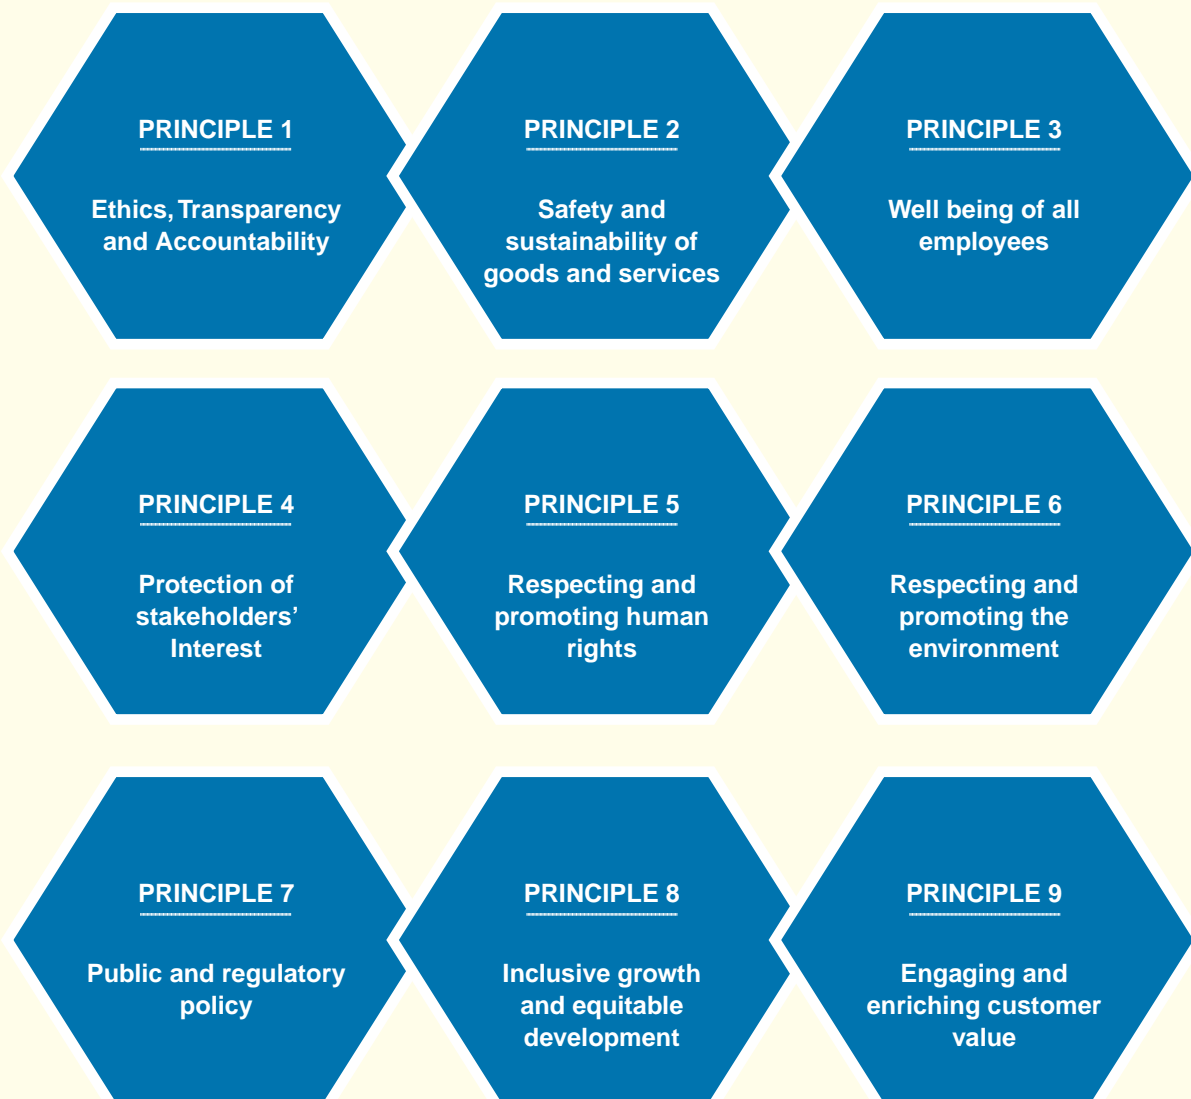 PRINCIPLE 1
Ethics, Transparency
and Accountability
PRINCIPLE 2
Safety and
sustainability of
goods and services
PRINCIPLE 3
Well being of all
employees
PRINCIPLE 4
Protection of
stakeholders’
Interest
PRINCIPLE 5
Respecting and
promoting human
rights
PRINCIPLE 6
Respecting and
promoting the
environment
PRINCIPLE 7
Public and regulatory
policy
PRINCIPLE 8
Inclusive growth
and equitable
development
PRINCIPLE 9
Engaging and
enriching customer
value